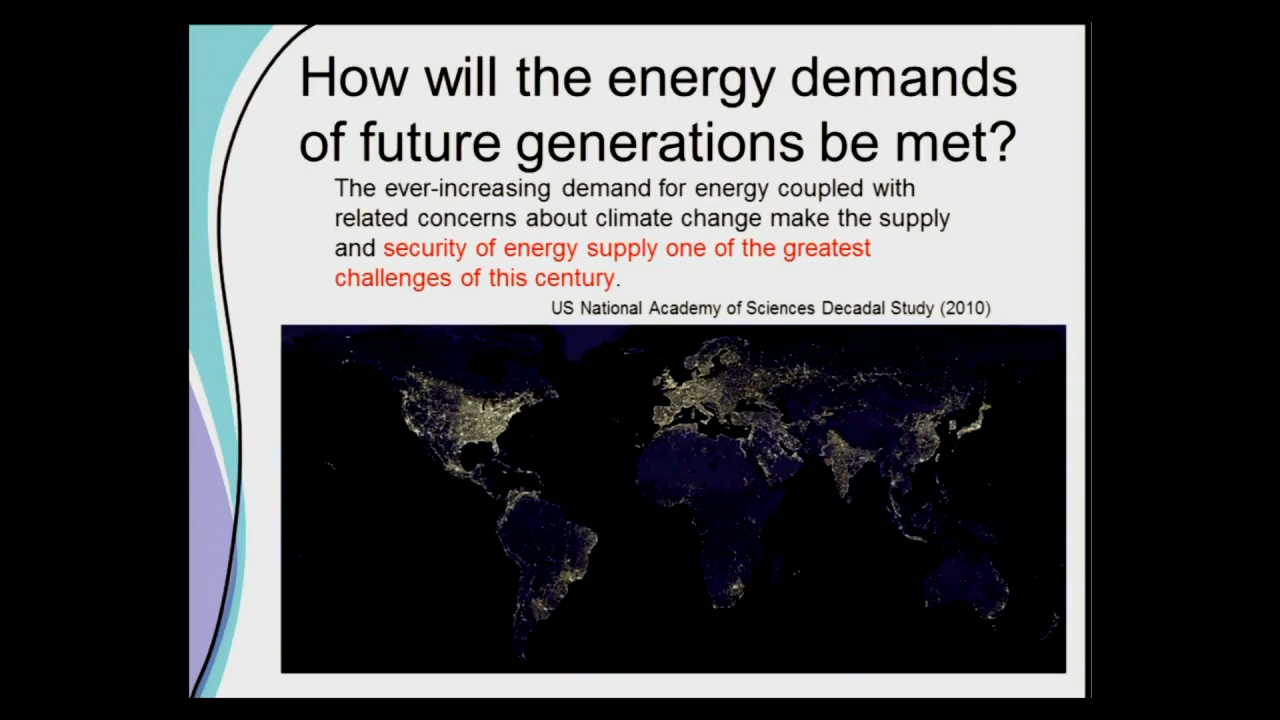 How will the energy demands
of future generations be met?
The ever-increasing demand for energy coupled with
related concerns about climate change make the supply
and security of energy supply one of the greatest
challenges of this century.
US National Academy of Sciences Decadal Study (2010)